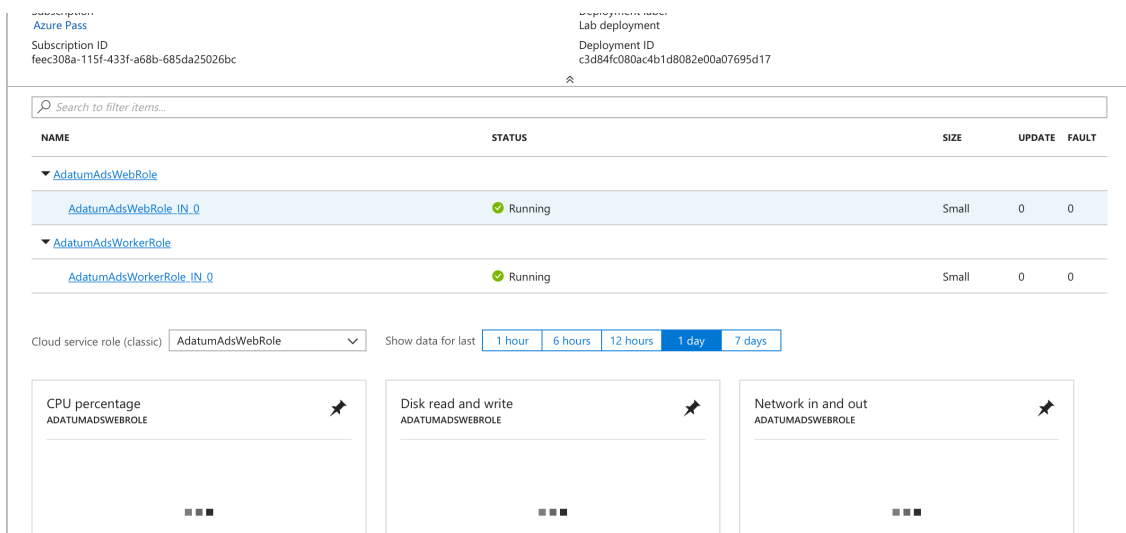 Subscription Deployment label
Azure Pass Lab deployment
Subscription ID Deployment ID
feec308a-115f-433f-a68b-685da25026bc c3d84fc080ac4b1d8082e00a07695d17
Search to filter items...
NAME STATUS SIZE UPDATE FAULT
AdatumAdsWebRole
AdatumAdsWebRole_IN_0 Running Small 0 0
AdatumAdsWorkerRole
AdatumAdsWorkerRole_IN_0 Running Small 0 0
Cloud service role (classic) AdatumAdsWebRole Show data for last 1 hour 6 hours 12 hours 1 day 7 days
CPU percentage Disk read and write Network in and out
ADATUMADSWEBROLE ADATUMADSWEBROLE ADATUMADSWEBROLE